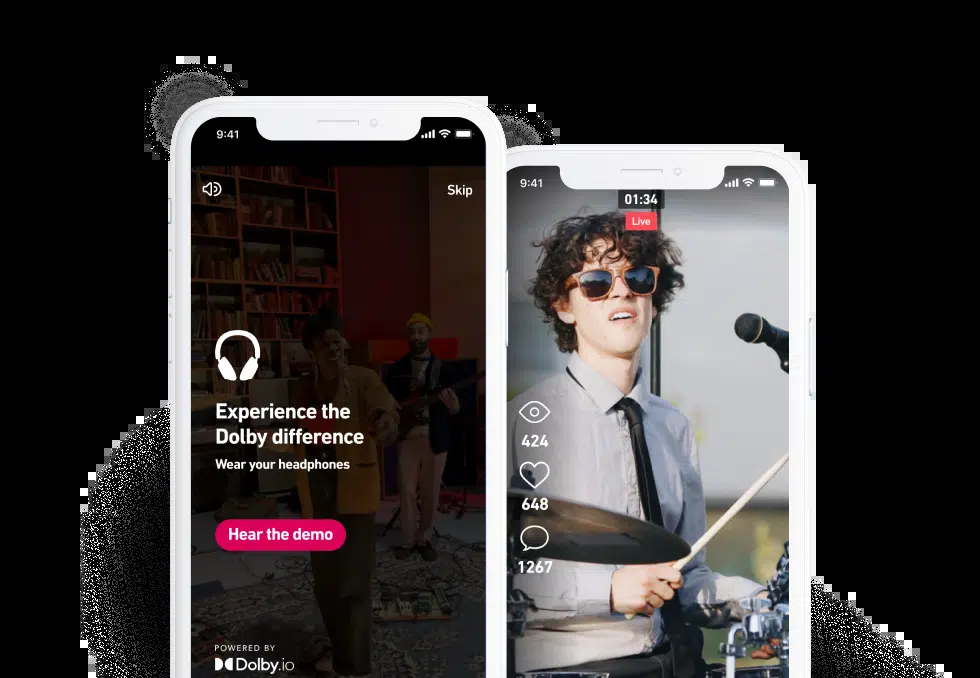 9:41
Skip
Experience the
Dolby difference
Wear your headphones
Hear the demo
POWERED BY
Dolby.io
9:41
01:34
Live
424
648
1267